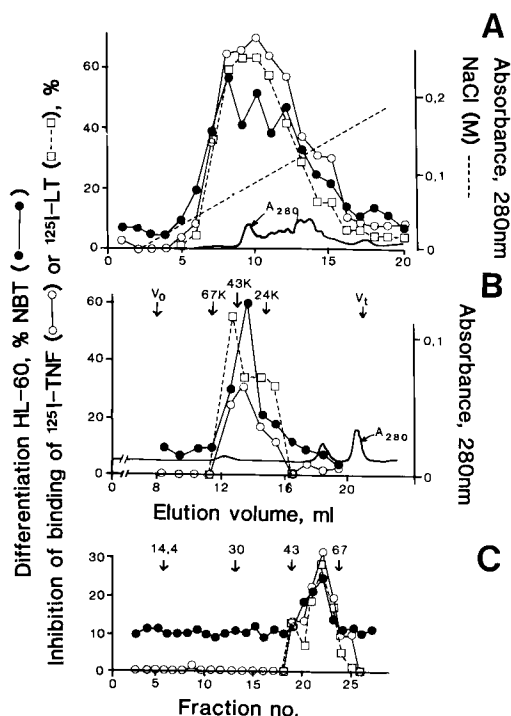 A
Differentiation HL-60, % NBT (●——●)
Inhibition of binding of ¹²⁵I–TNF (○——○) or ¹²⁵I–LT (□---□), %
60
40
20
0
0,2
0,1
0
Absorbance, 280nm
NaCl (M) ------
A280
0 5 10 15 20
B
V₀ 67K 43K 24K Vt
60
40
20
0
0,1
0
Absorbance, 280nm
A280
0 8 12 16 20
Elution volume, ml
C
14,4 30 43 67
30
20
10
0
0 5 10 15 20 25
Fraction no.